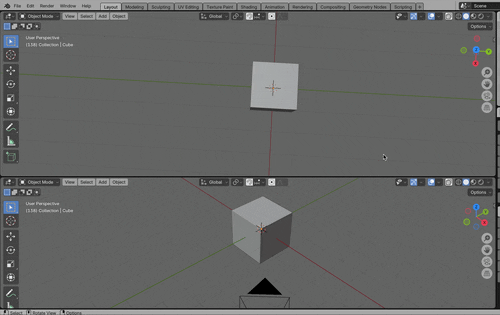 File Edit Render Window Help Layout Modeling Sculpting UV Editing Texture Paint Shading Animation Rendering Compositing Geometry Nodes Scripting + Scene
Object Mode View Select Add Object Global
Options
User Perspective
(118) Collection | Cube
Object Mode View Select Add Object Global
Options
User Perspective
(118) Collection | Cube
Select Rotate View Options